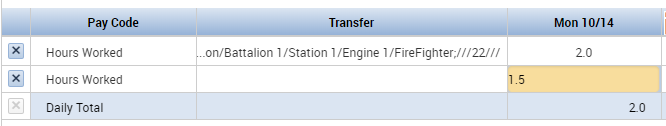 Pay Code Transfer Mon 10/14
Hours Worked ...on/Battalion 1/Station 1/Engine 1/FireFighter;///22/// 2.0
Hours Worked 1.5
Daily Total 2.0